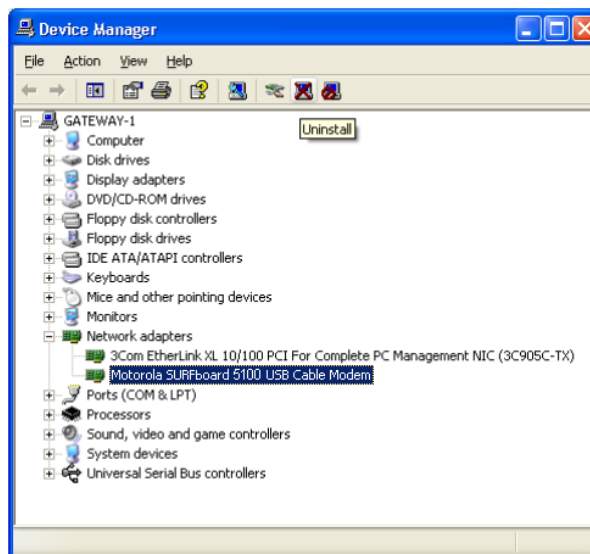 Device Manager
File Action View Help
Uninstall
GATEWAY-1
Computer
Disk drives
Display adapters
DVD/CD-ROM drives
Floppy disk controllers
Floppy disk drives
IDE ATA/ATAPI controllers
Keyboards
Mice and other pointing devices
Monitors
Network adapters
3Com EtherLink XL 10/100 PCI For Complete PC Management NIC (3C905C-TX)
Motorola SURFboard 5100 USB Cable Modem
Ports (COM & LPT)
Processors
Sound, video and game controllers
System devices
Universal Serial Bus controllers